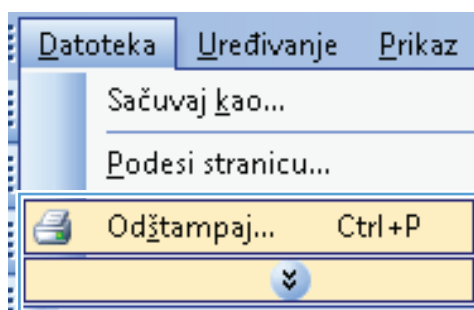 Datoteka Uređivanje Prikaz
Sačuvaj kao...
Podesi stranicu...
Odštampaj... Ctrl+P